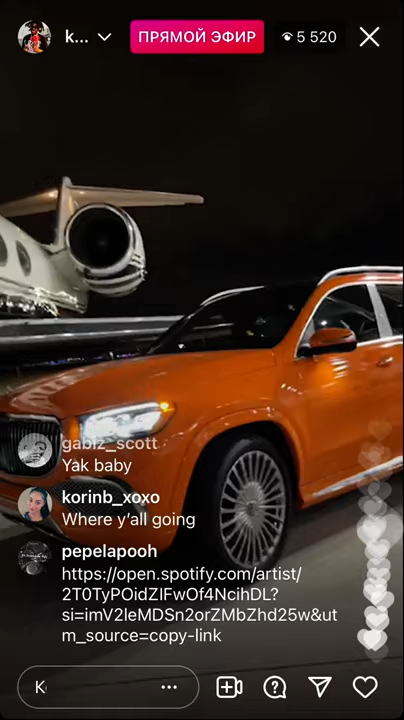 k...
ПРЯМОЙ ЭФИР
5 520
gabiz_scott
Yak baby
korinb_xoxo
Where y’all going
pepelapooh
https://open.spotify.com/artist/
2T0TyPOidZIFwOf4NcihDL?
si=imV2leMDSn2orZMbZhd25w&ut
m_source=copy-link